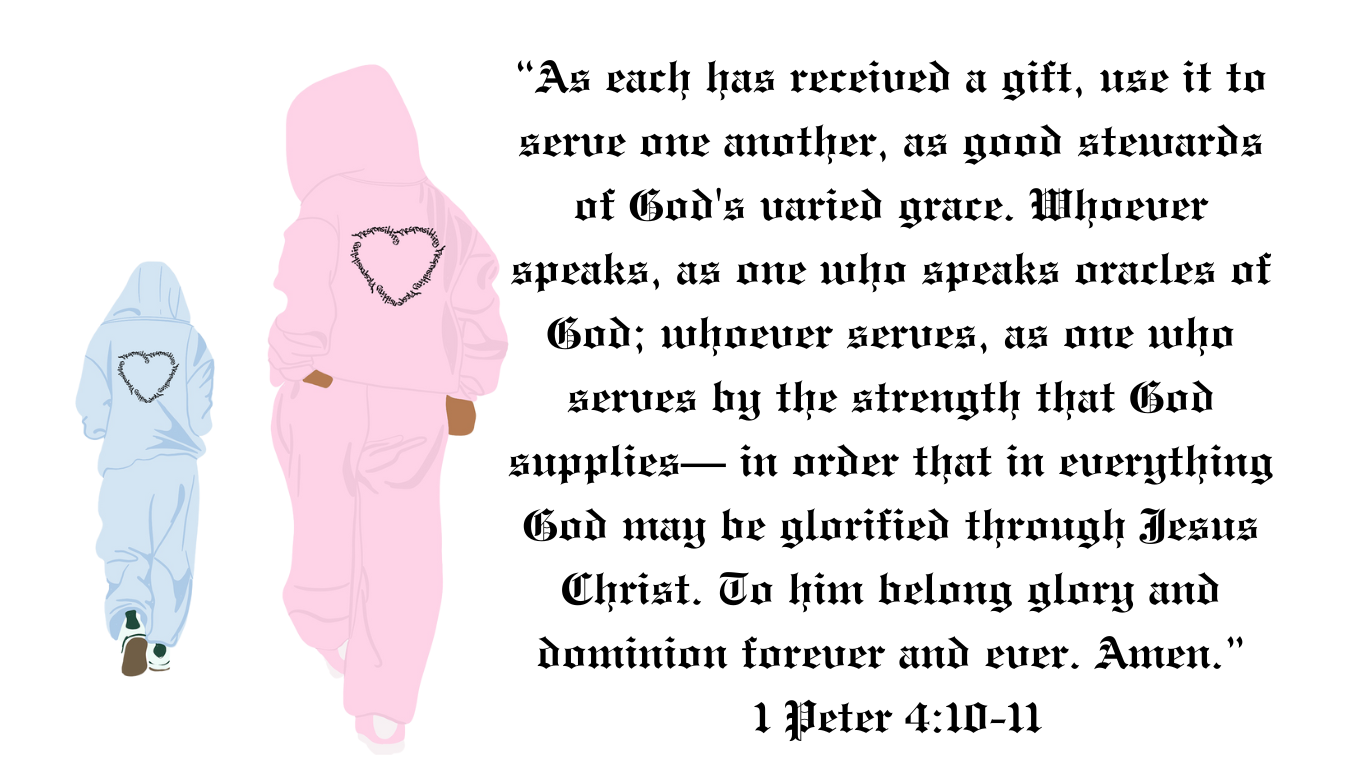 “As each has received a gift, use it to
serve one another, as good stewards
of God's varied grace. Whoever
speaks, as one who speaks oracles of
God; whoever serves, as one who
serves by the strength that God
supplies— in order that in everything
God may be glorified through Jesus
Christ. To him belong glory and
dominion forever and ever. Amen.”
1 Peter 4:10-11